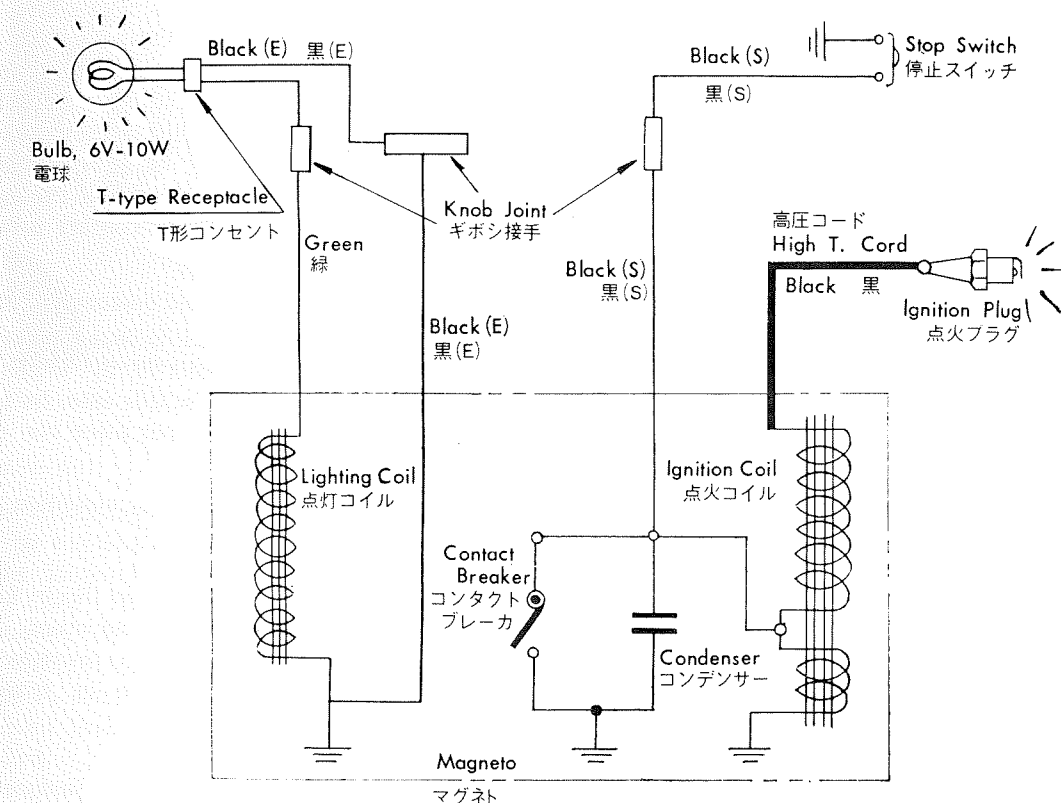 Black (E) 黒(E)
Bulb, 6V-10W
電球
T-type Receptacle
T形コンセント
Green
緑
Knob Joint
ギボシ接手
Black (E)
黒(E)
Black (S)
黒(S)
Stop Switch
停止スイッチ
Black (S)
黒(S)
高圧コード
High T. Cord
Black 黒
Ignition Plug
点火プラグ
Lighting Coil
点灯コイル
Ignition Coil
点火コイル
Contact
Breaker
コンタクト
ブレーカ
Condenser
コンデンサー
Magneto
マグネト